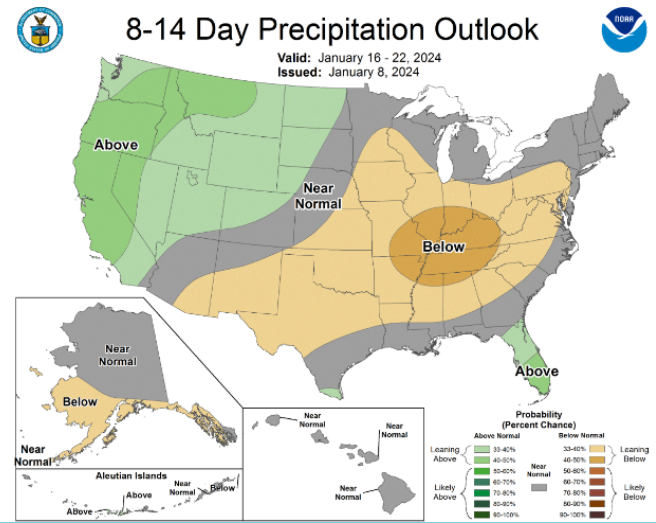 8-14 Day Precipitation Outlook
Valid: January 16 - 22, 2024
Issued: January 8, 2024
NOAA
Above
Near
Normal
Below
Above
Near
Normal
Below
Near
Normal
Aleutian Islands
Above
Above
Near
Normal
Below
Near
Normal
Near
Normal
Near
Normal
Probability
(Percent Chance)
Above Normal
Below Normal
Leaning
Above
33-40%
40-50%
Likely
Above
50-60%
60-70%
70-80%
80-90%
90-100%
Near
Normal
33-40%
40-50%
Leaning
Below
50-60%
60-70%
70-80%
80-90%
90-100%
Likely
Below